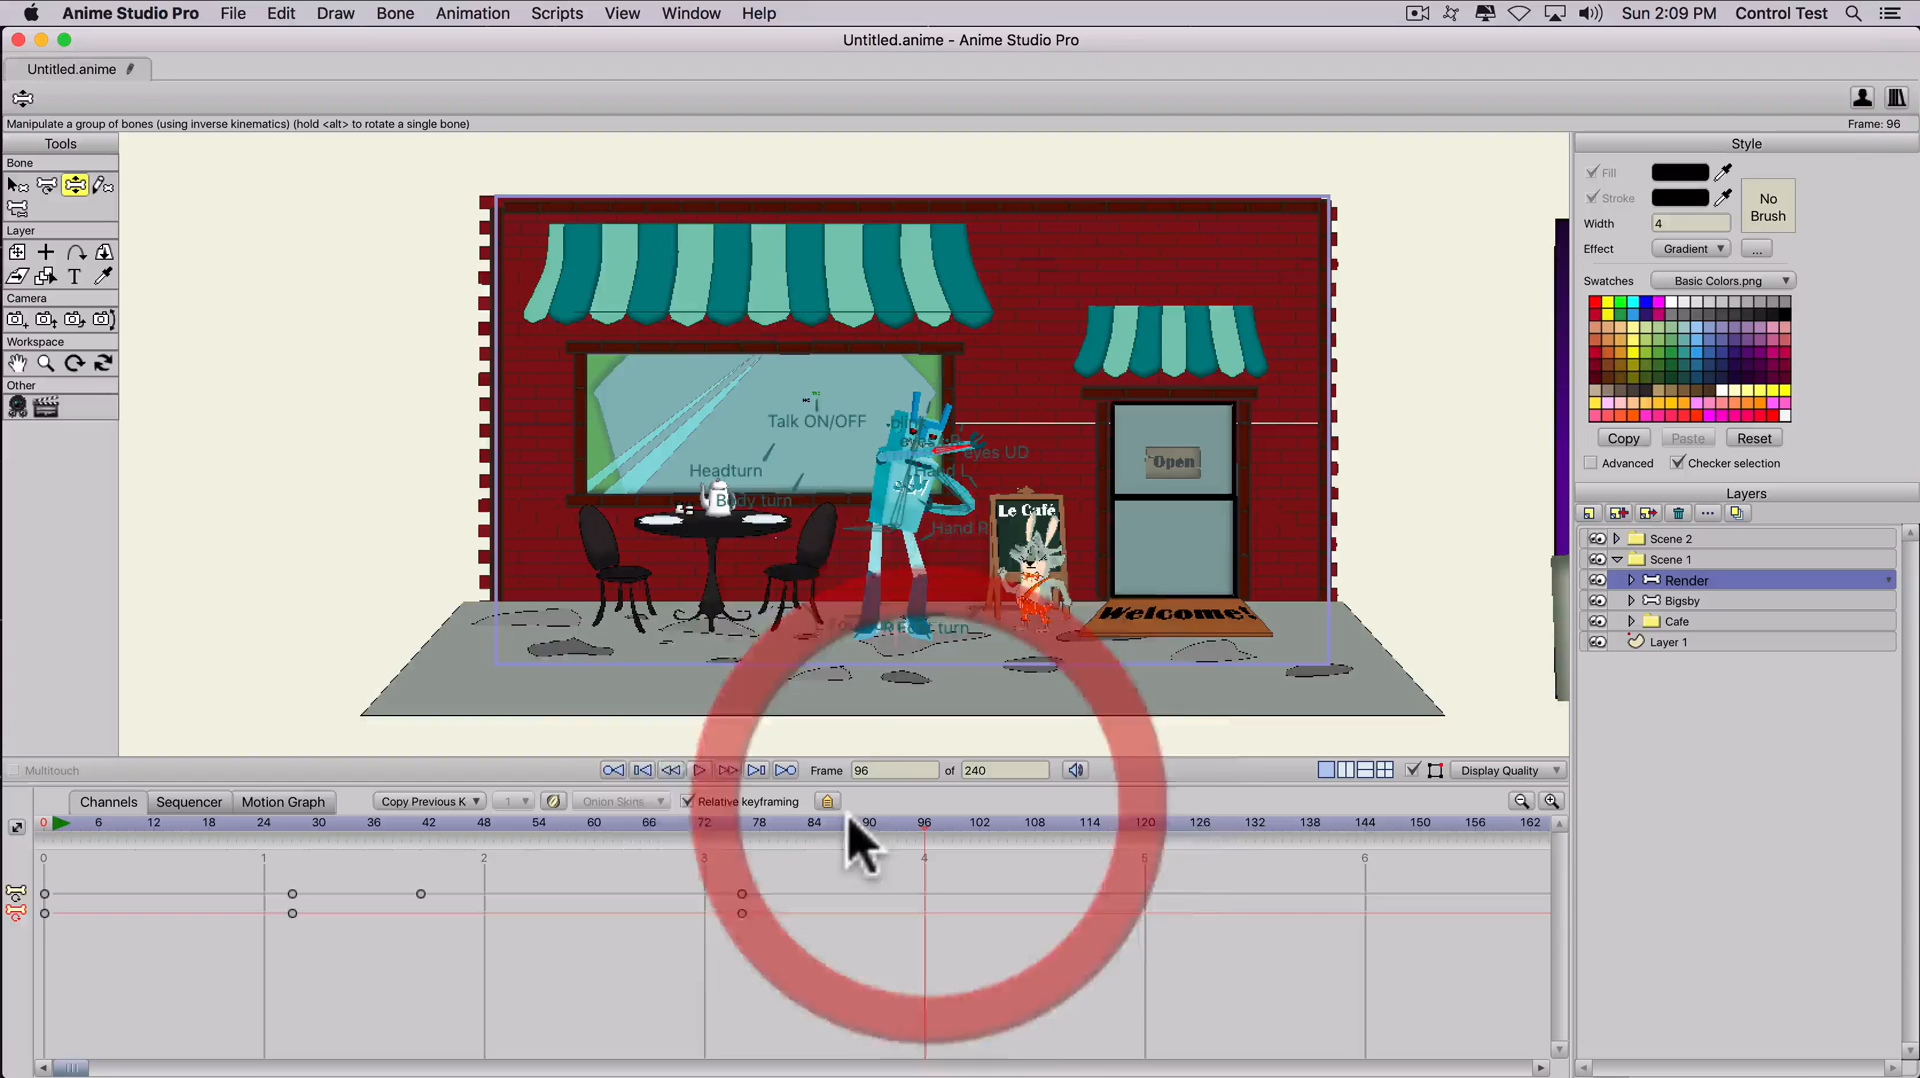 Anime Studio Pro File Edit Draw Bone Animation Scripts View Window Help Sun 2:09 PM Control Test
Untitled.anime - Anime Studio Pro
Untitled.anime
Manipulate a group of bones (using inverse kinematics) (hold <alt> to rotate a single bone) Frame: 96
Tools
Bone
Layer
Camera
Workspace
Other
Talk ON/OFF
eyes UD
Headturn
Hand L
Body turn
Hand R
turn
Open
Le Café
Welcome!
Style
Fill
Stroke
No Brush
Width 4
Effect Gradient ...
Swatches Basic Colors.png
Copy Paste Reset
Advanced Checker selection
Layers
Scene 2
Scene 1
Render
Bigsby
Cafe
Layer 1
Multitouch Frame 96 of 240 Display Quality
Channels Sequencer Motion Graph Copy Previous K 1 Onion Skins Relative keyframing
0 6 12 18 24 30 36 42 48 54 60 66 72 78 84 90 96 102 108 114 120 126 132 138 144 150 156 162
0 1 2 3 4 5 6